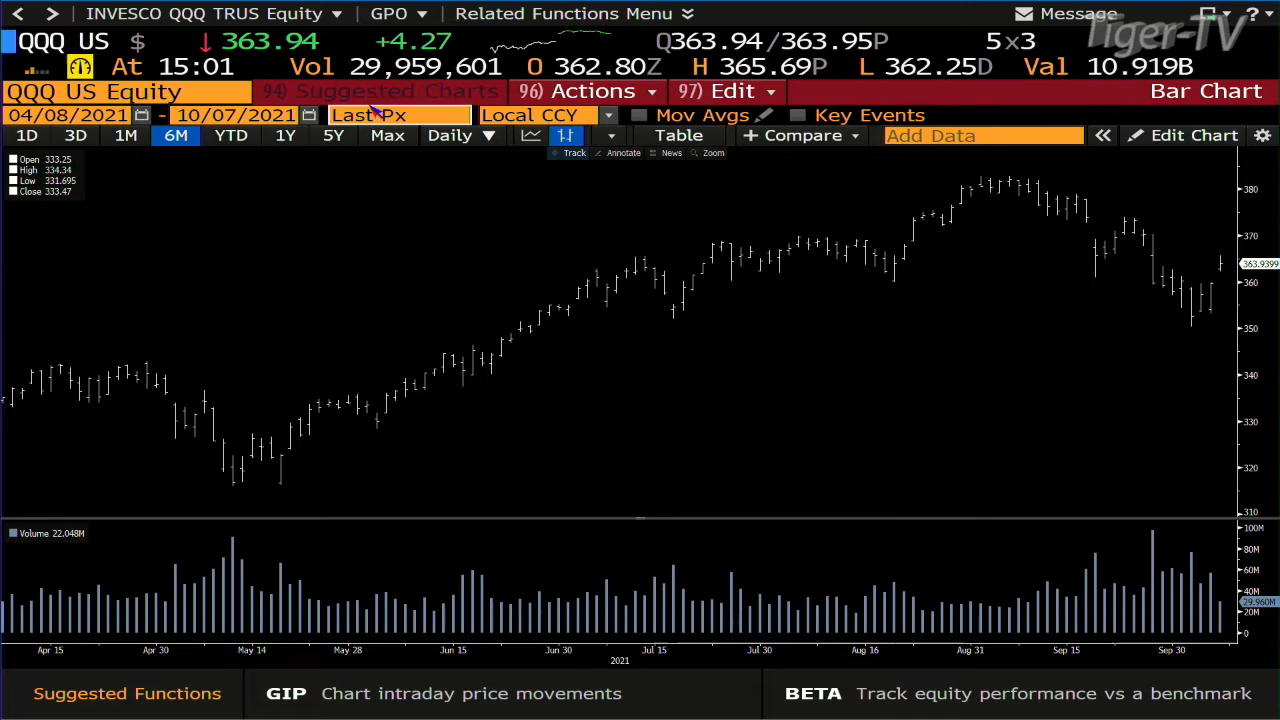 INVESCO QQQ TRUS Equity GPO Related Functions Menu Message ?
Tiger-TV
QQQ US $ 363.94 +4.27 Q363.94/363.95P 5x3
At 15:01 Vol 29,959,601 O 362.80Z H 365.69P L 362.25D Val 10.919B
QQQ US Equity 94) Suggested Charts 96) Actions 97) Edit Bar Chart
04/08/2021 - 10/07/2021 Last Px Local CCY Mov Avgs Key Events
1D 3D 1M 6M YTD 1Y 5Y Max Daily Table + Compare Add Data Edit Chart
Track Annotate News Zoom
Open 333.25
High 334.34
Low 331.695
Close 333.47
380
370
363.9399
360
350
340
330
320
310
Volume 22.048M
100M
80M
60M
40M
29.960M
20M
0
Apr 15 Apr 30 May 14 May 28 Jun 15 Jun 30 Jul 15 Jul 30 Aug 16 Aug 31 Sep 15 Sep 30
2021
Suggested Functions GIP Chart intraday price movements BETA Track equity performance vs a benchmark